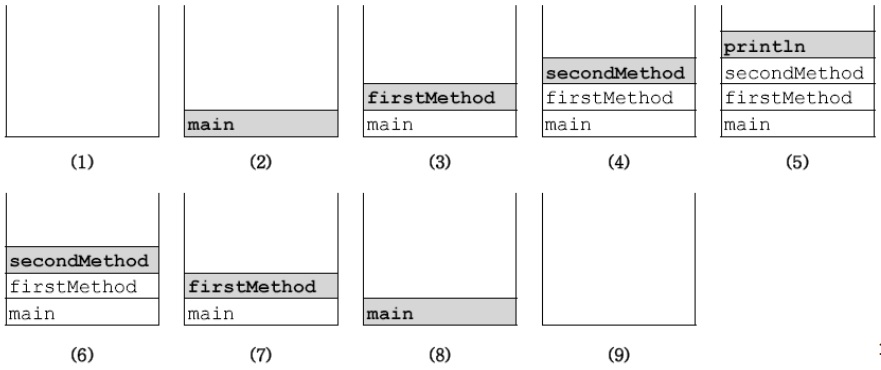 main
(1)
(2)
firstMethod
main
(3)
secondMethod
firstMethod
main
(4)
println
secondMethod
firstMethod
main
(5)
secondMethod
firstMethod
main
(6)
firstMethod
main
(7)
main
(8)
(9)